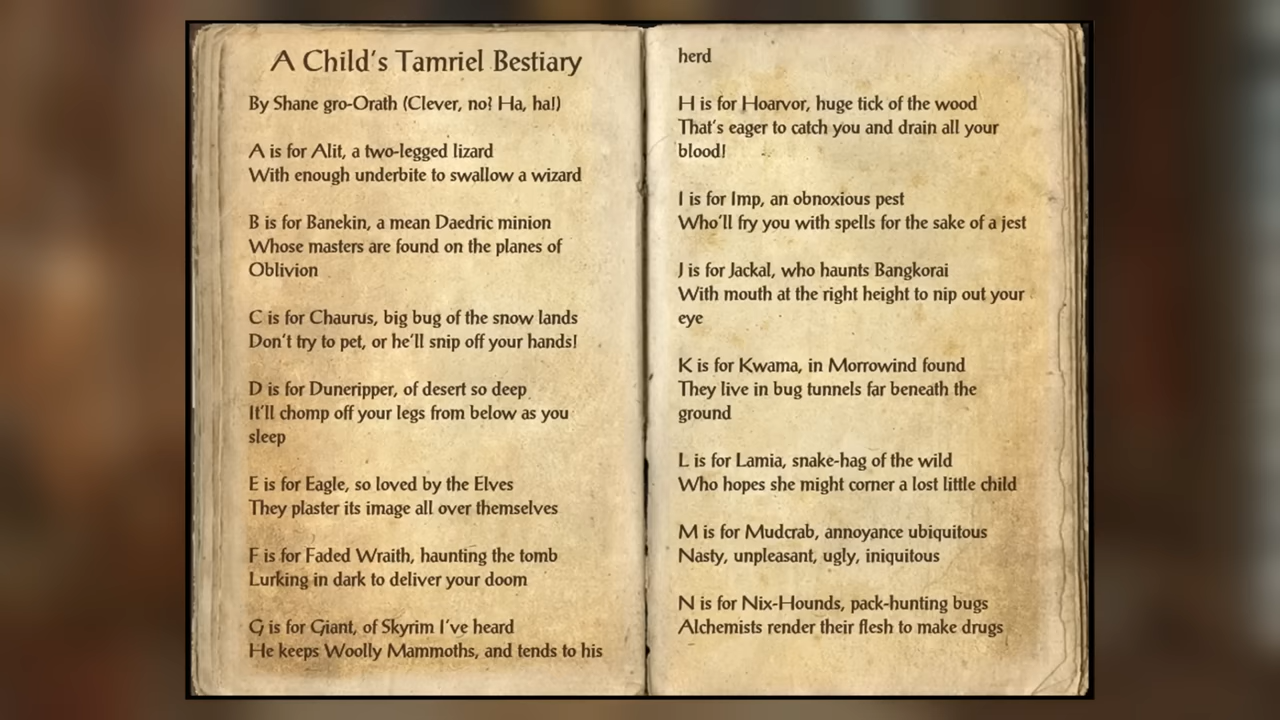 A Child's Tamriel Bestiary
By Shane gro-Orath (Clever, no? Ha, ha!)
A is for Alit, a two-legged lizard
With enough underbite to swallow a wizard
B is for Banekin, a mean Daedric minion
Whose masters are found on the planes of
Oblivion
C is for Chaurus, big bug of the snow lands
Don't try to pet, or he'll snip off your hands!
D is for Duneripper, of desert so deep
It'll chomp off your legs from below as you
sleep
E is for Eagle, so loved by the Elves
They plaster its image all over themselves
F is for Faded Wraith, haunting the tomb
Lurking in dark to deliver your doom
G is for Giant, of Skyrim I've heard
He keeps Woolly Mammoths, and tends to his
herd
H is for Hoarvor, huge tick of the wood
That's eager to catch you and drain all your
blood!
I is for Imp, an obnoxious pest
Who'll fry you with spells for the sake of a jest
J is for Jackal, who haunts Bangkorai
With mouth at the right height to nip out your
eye
K is for Kwama, in Morrowind found
They live in bug tunnels far beneath the
ground
L is for Lamia, snake-hag of the wild
Who hopes she might corner a lost little child
M is for Mudcrab, annoyance ubiquitous
Nasty, unpleasant, ugly, iniquitous
N is for Nix-Hounds, pack-hunting bugs
Alchemists render their flesh to make drugs